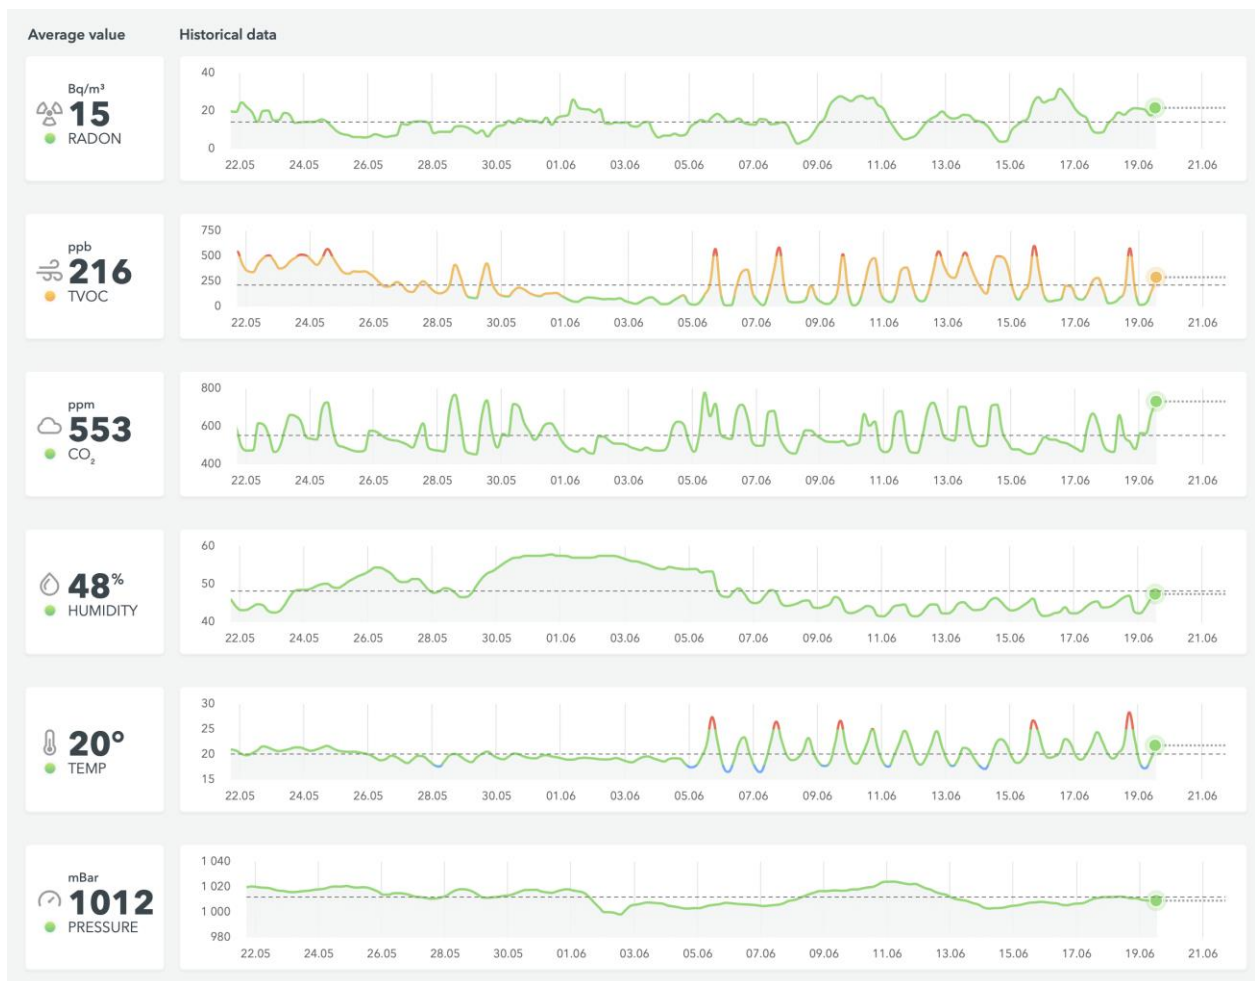 Average value Historical data
Bq/m³
15
RADON
40
20
0
22.05 24.05 26.05 28.05 30.05 01.06 03.06 05.06 07.06 09.06 11.06 13.06 15.06 17.06 19.06 21.06
ppb
216
TVOC
750
500
250
0
22.05 24.05 26.05 28.05 30.05 01.06 03.06 05.06 07.06 09.06 11.06 13.06 15.06 17.06 19.06 21.06
ppm
553
CO₂
800
600
400
22.05 24.05 26.05 28.05 30.05 01.06 03.06 05.06 07.06 09.06 11.06 13.06 15.06 17.06 19.06 21.06
48%
HUMIDITY
60
50
40
22.05 24.05 26.05 28.05 30.05 01.06 03.06 05.06 07.06 09.06 11.06 13.06 15.06 17.06 19.06 21.06
20°
TEMP
30
25
20
15
22.05 24.05 26.05 28.05 30.05 01.06 03.06 05.06 07.06 09.06 11.06 13.06 15.06 17.06 19.06 21.06
mBar
1012
PRESSURE
1 040
1 020
1 000
980
22.05 24.05 26.05 28.05 30.05 01.06 03.06 05.06 07.06 09.06 11.06 13.06 15.06 17.06 19.06 21.06